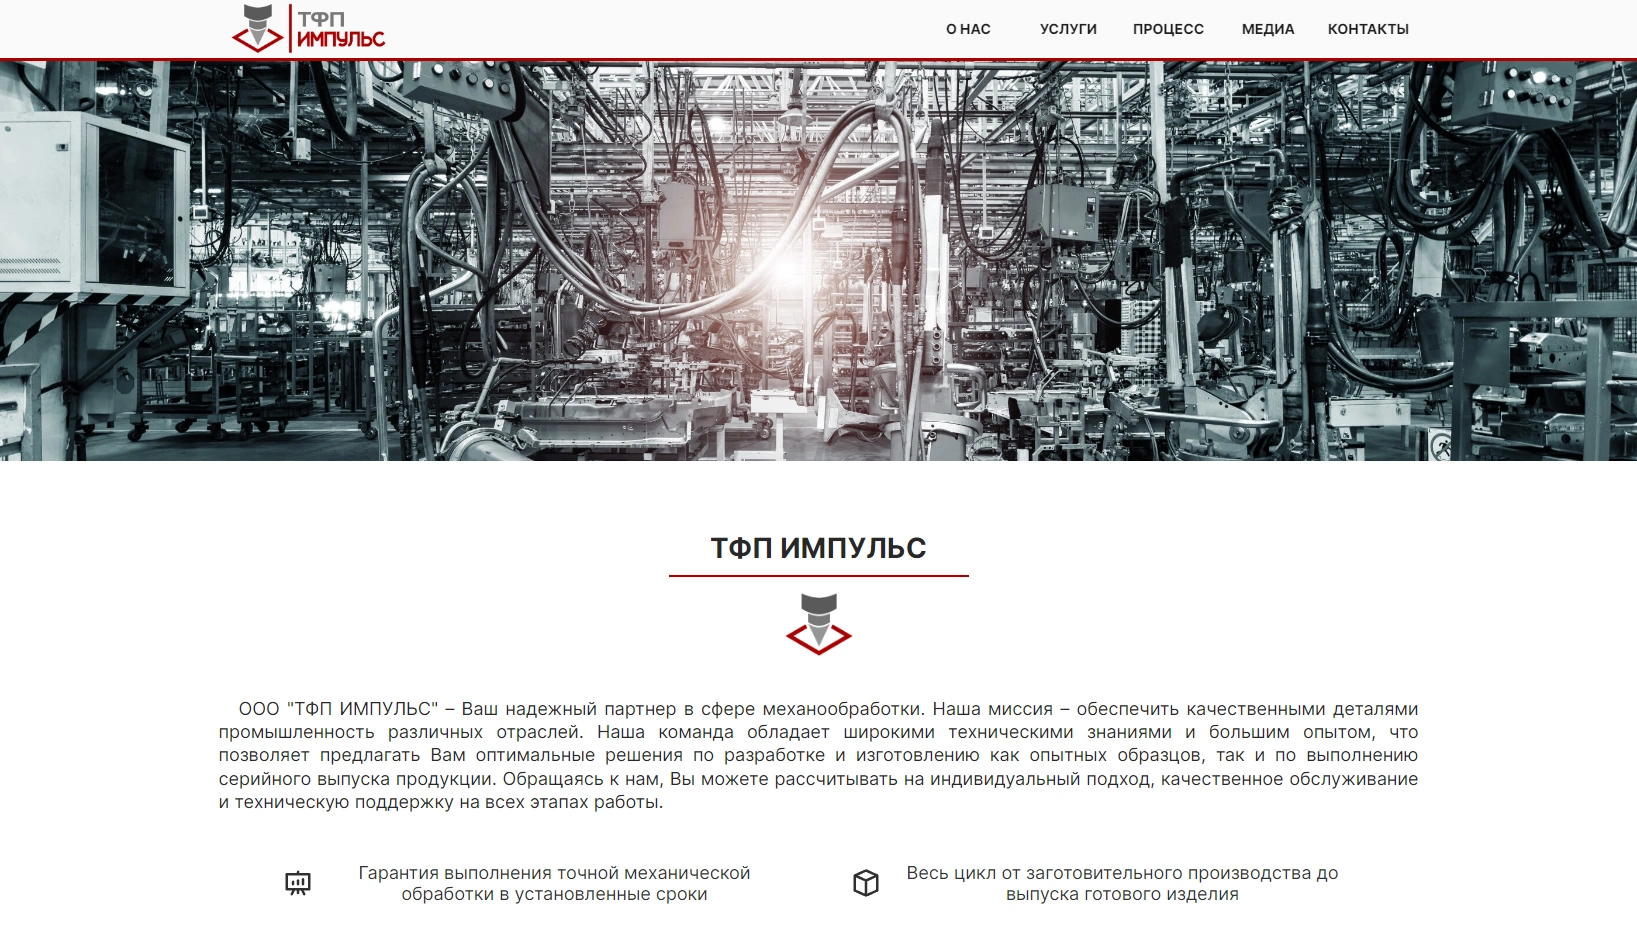 ТФП
ИМПУЛЬС
О НАС УСЛУГИ ПРОЦЕСС МЕДИА КОНТАКТЫ
ТФП ИМПУЛЬС
ООО "ТФП ИМПУЛЬС" – Ваш надежный партнер в сфере механообработки. Наша миссия – обеспечить качественными деталями
промышленность различных отраслей. Наша команда обладает широкими техническими знаниями и большим опытом, что
позволяет предлагать Вам оптимальные решения по разработке и изготовлению как опытных образцов, так и по выполнению
серийного выпуска продукции. Обращаясь к нам, Вы можете рассчитывать на индивидуальный подход, качественное обслуживание
и техническую поддержку на всех этапах работы.
Гарантия выполнения точной механической
обработки в установленные сроки
Весь цикл от заготовительного производства до
выпуска готового изделия